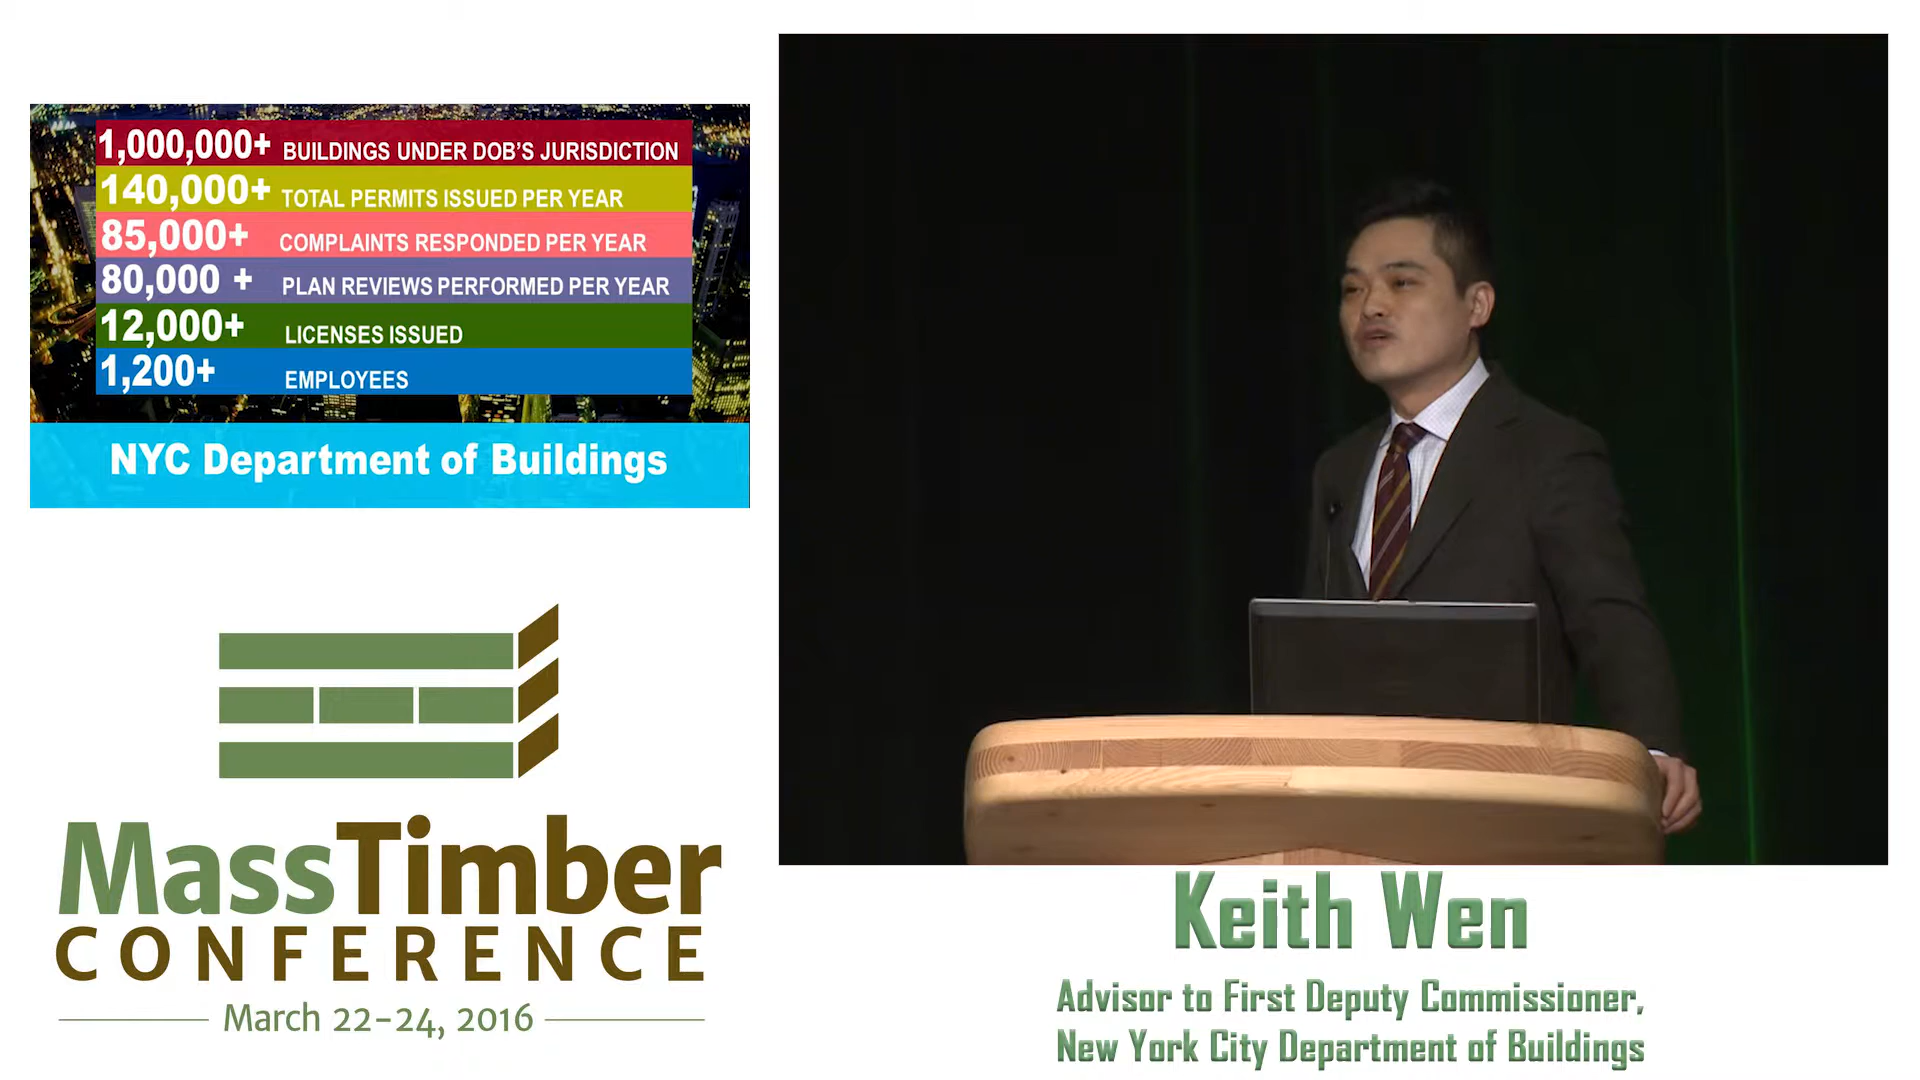 1,000,000+ BUILDINGS UNDER DOB'S JURISDICTION
140,000+ TOTAL PERMITS ISSUED PER YEAR
85,000+ COMPLAINTS RESPONDED PER YEAR
80,000 + PLAN REVIEWS PERFORMED PER YEAR
12,000+ LICENSES ISSUED
1,200+ EMPLOYEES
NYC Department of Buildings
MassTimber
CONFERENCE
March 22-24, 2016
Keith Wen
Advisor to First Deputy Commissioner,
New York City Department of Buildings